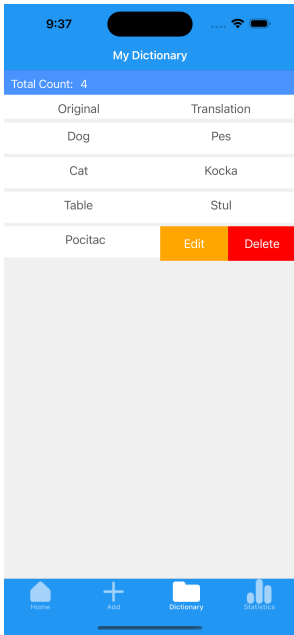 9:37
My Dictionary
Total Count: 4
Original Translation
Dog Pes
Cat Kocka
Table Stul
Pocitac Edit Delete
Home Add Dictionary Statistics